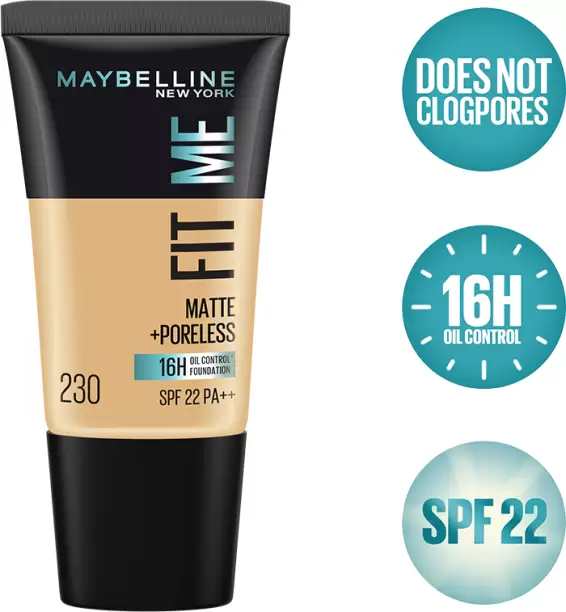 MAYBELLINE
NEW YORK
FIT ME
MATTE
+PORELESS
16H OIL CONTROL*
FOUNDATION
230
SPF 22 PA++
DOES NOT
CLOGPORES
16H
OIL CONTROL
SPF 22